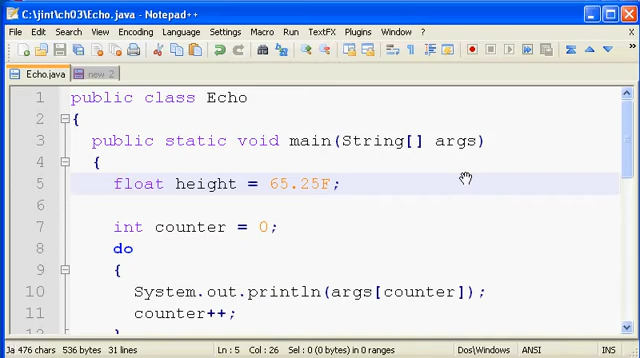 C:\jint\ch03\Echo.java - Notepad++
File Edit Search View Encoding Language Settings Macro Run TextFX Plugins Window ? X
Echo.java new 2
1 public class Echo
2 {
3 public static void main(String[] args)
4 {
5 float height = 65.25F;
6
7 int counter = 0;
8 do
9 {
10 System.out.println(args[counter]);
11 counter++;
12 }
Ja 476 chars 536 bytes 31 lines Ln : 5 Col : 26 Sel : 0 (0 bytes) in 0 ranges Dos\Windows ANSI INS